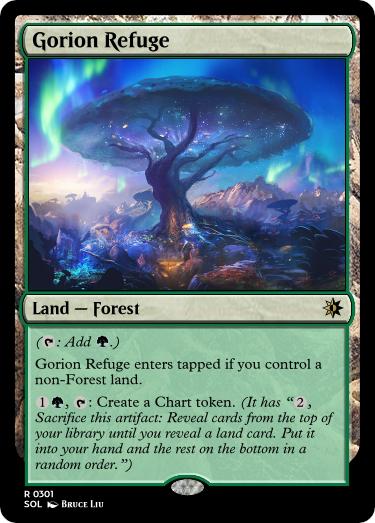 Gorion Refuge
Land — Forest
(: Add .)
Gorion Refuge enters tapped if you control a
non-Forest land.
1, : Create a Chart token. (It has “2,
Sacrifice this artifact: Reveal cards from the top of
your library until you reveal a land card. Put it
into your hand and the rest on the bottom in a
random order.”)
R 0301
SOL Bruce Liu